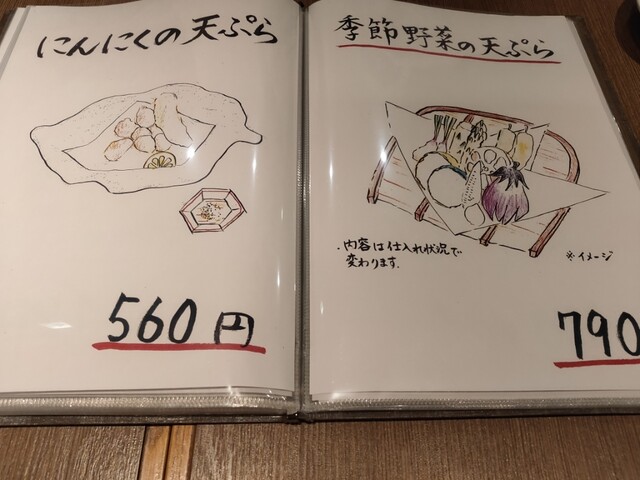 にんにくの天ぷら
560円
季節野菜の天ぷら
・内容は仕入れ状況で
変わります。
※イメージ
790